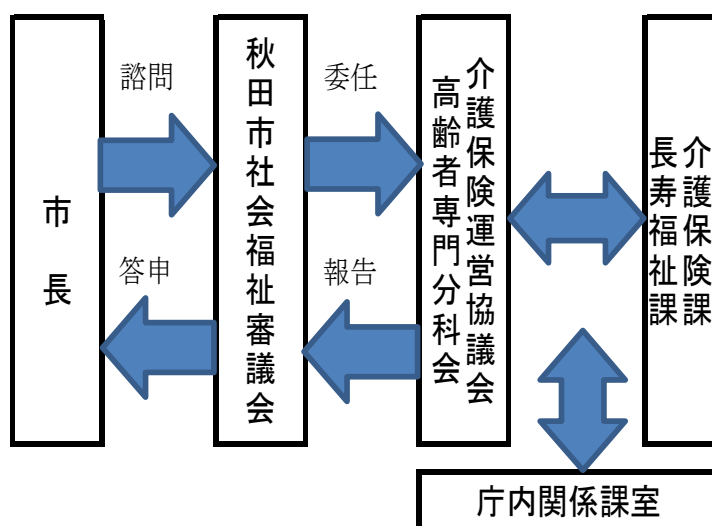 市長
諮問
答申
秋田市社会福祉審議会
委任
報告
介護保険運営協議会
高齢者専門分科会
介護保険課
長寿福祉課
庁内関係課室